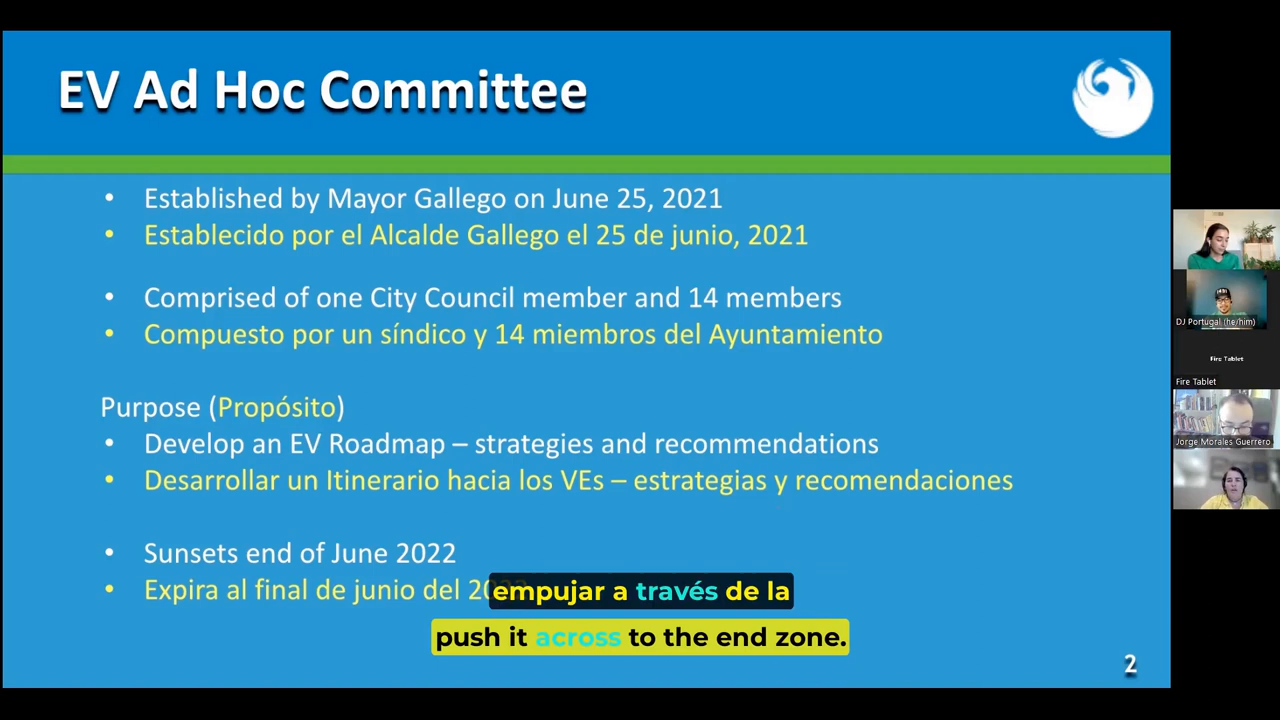 EV Ad Hoc Committee
• Established by Mayor Gallego on June 25, 2021
• Establecido por el Alcalde Gallego el 25 de junio, 2021
• Comprised of one City Council member and 14 members
• Compuesto por un síndico y 14 miembros del Ayuntamiento
Purpose (Propósito)
• Develop an EV Roadmap – strategies and recommendations
• Desarrollar un Itinerario hacia los VEs – estrategias y recomendaciones
• Sunsets end of June 2022
• Expira al final de junio del
empujar a través de la
push it across to the end zone.
2
DJ Portugal (he/him)
Fire Tablet
Fire Tablet
Jorge Morales Guerrero